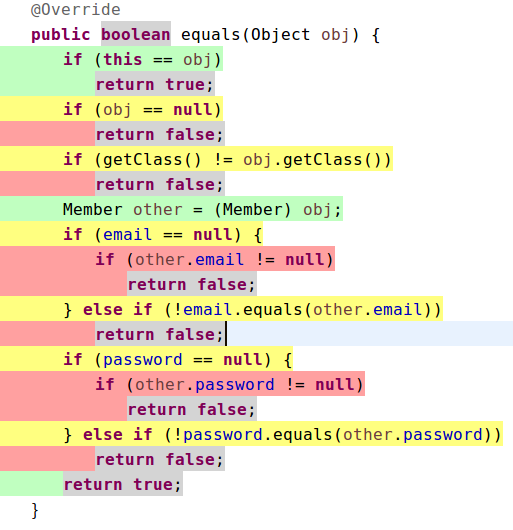 @Override
public boolean equals(Object obj) {
if (this == obj)
return true;
if (obj == null)
return false;
if (getClass() != obj.getClass())
return false;
Member other = (Member) obj;
if (email == null) {
if (other.email != null)
return false;
} else if (!email.equals(other.email))
return false;
if (password == null) {
if (other.password != null)
return false;
} else if (!password.equals(other.password))
return false;
return true;
}